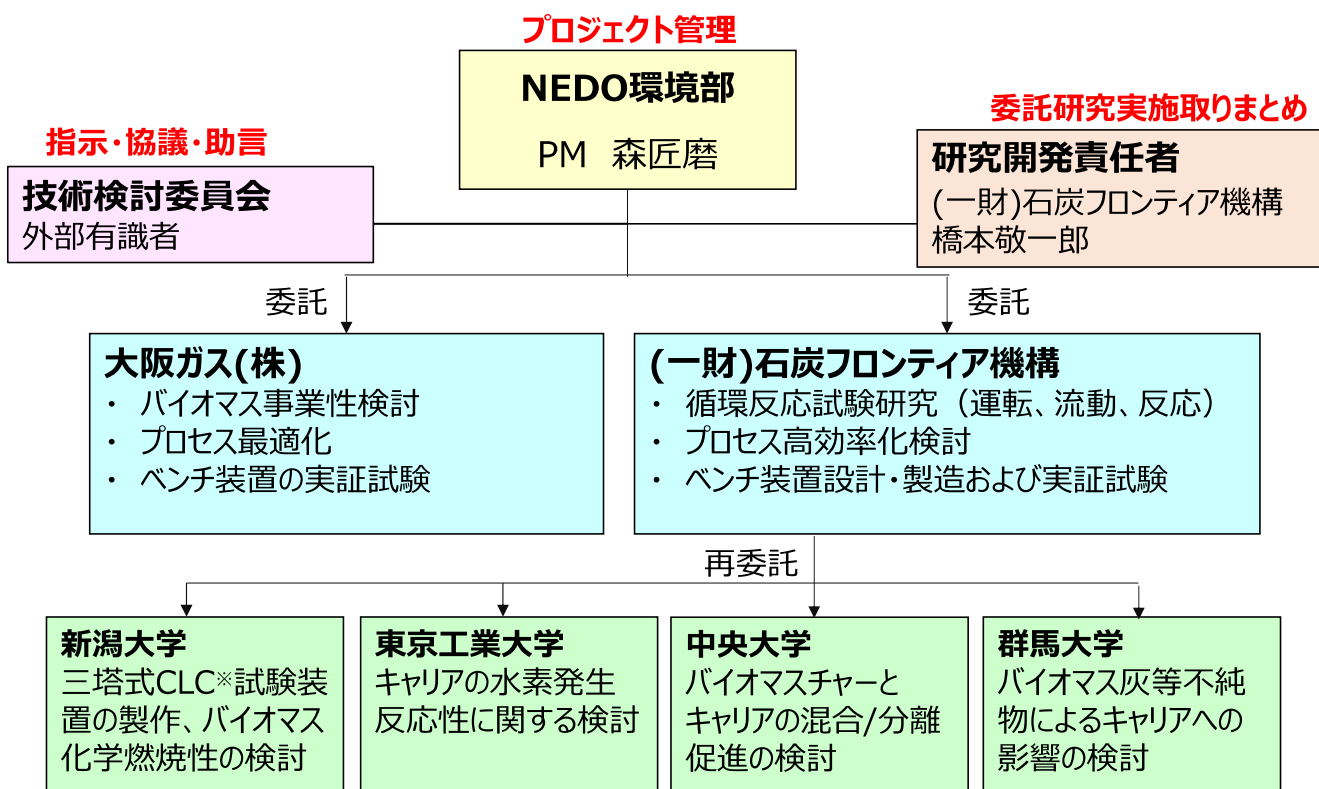 プロジェクト管理
NEDO環境部
PM 森匠磨
指示・協議・助言
技術検討委員会
外部有識者
委託研究実施取りまとめ
研究開発責任者
(一財)石炭フロンティア機構
橋本敬一郎
委託
委託
大阪ガス(株)
・ バイオマス事業性検討
・ プロセス最適化
・ ベンチ装置の実証試験
(一財)石炭フロンティア機構
・ 循環反応試験研究（運転、流動、反応）
・ プロセス高効率化検討
・ ベンチ装置設計・製造および実証試験
再委託
新潟大学
三塔式CLC※試験装
置の製作、バイオマス
化学燃焼性の検討
東京工業大学
キャリアの水素発生
反応性に関する検討
中央大学
バイオマスチャーと
キャリアの混合/分離
促進の検討
群馬大学
バイオマス灰等不純
物によるキャリアへの
影響の検討